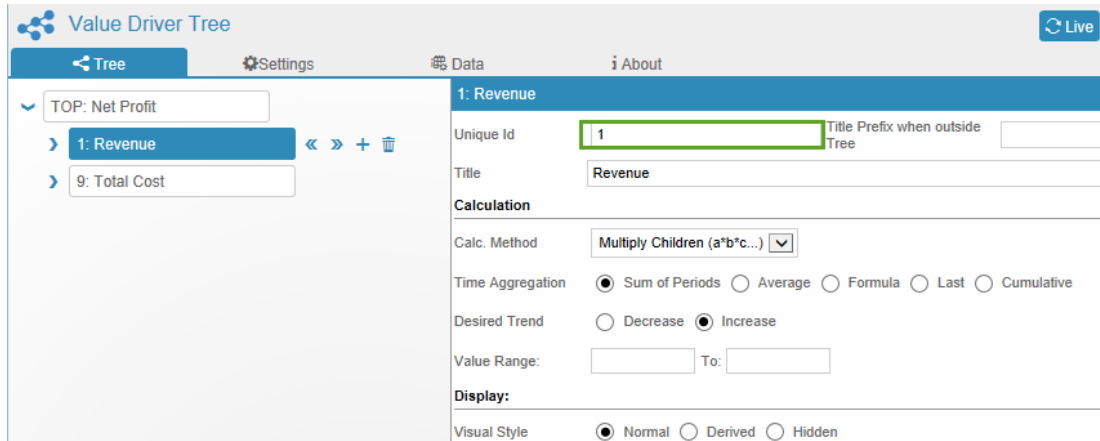 Value Driver Tree
Live
Tree
Settings
Data
i About
TOP: Net Profit
1: Revenue
9: Total Cost
1: Revenue
Unique Id
1
Title Prefix when outside
Tree
Title
Revenue
Calculation
Calc. Method
Multiply Children (a*b*c...)
Time Aggregation
Sum of Periods
Average
Formula
Last
Cumulative
Desired Trend
Decrease
Increase
Value Range:
To:
Display:
Visual Style
Normal
Derived
Hidden